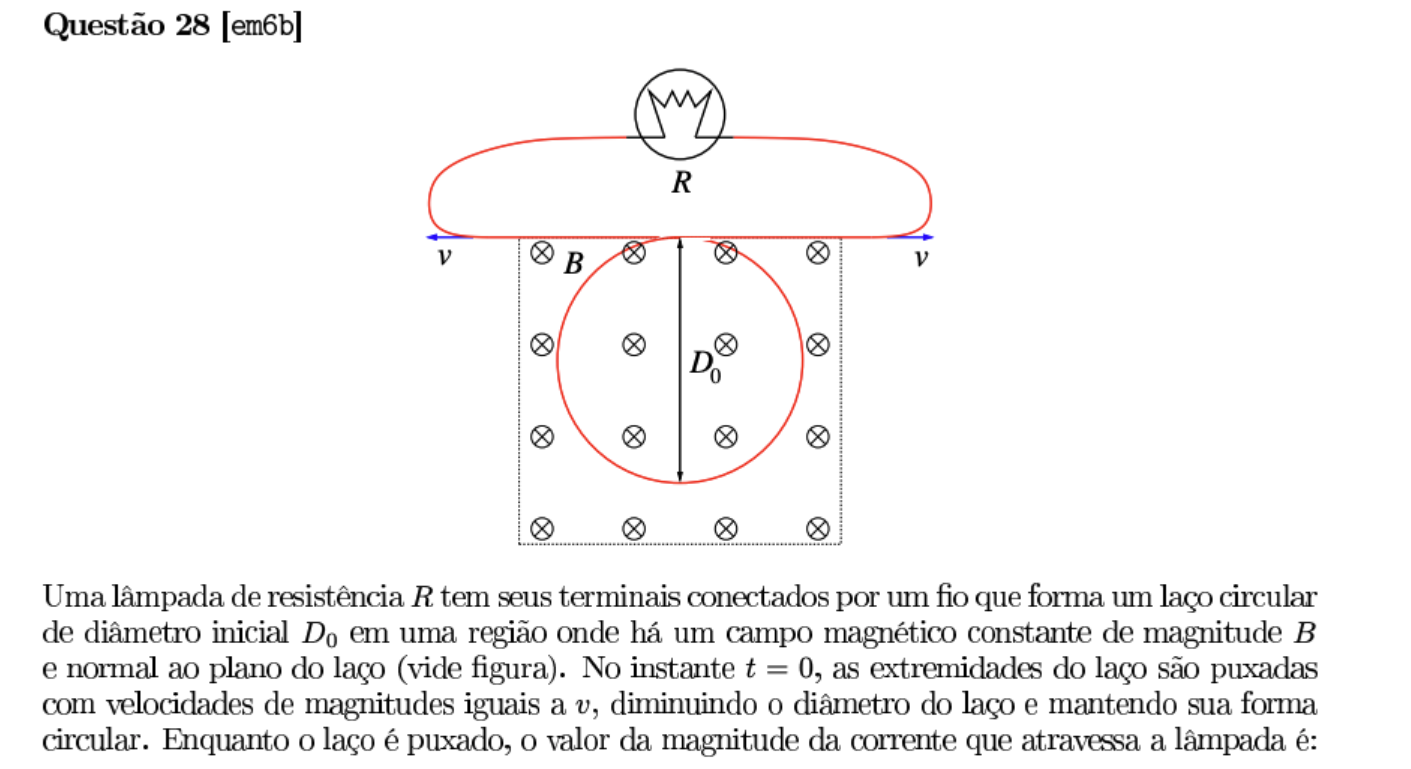 Questão 28 [em6b]
R
v
B
v
D₀
Uma lâmpada de resistência R tem seus terminais conectados por um fio que forma um laço circular
de diâmetro inicial D₀ em uma região onde há um campo magnético constante de magnitude B
e normal ao plano do laço (vide figura). No instante t = 0, as extremidades do laço são puxadas
com velocidades de magnitudes iguais a v, diminuindo o diâmetro do laço e mantendo sua forma
circular. Enquanto o laço é puxado, o valor da magnitude da corrente que atravessa a lâmpada é: